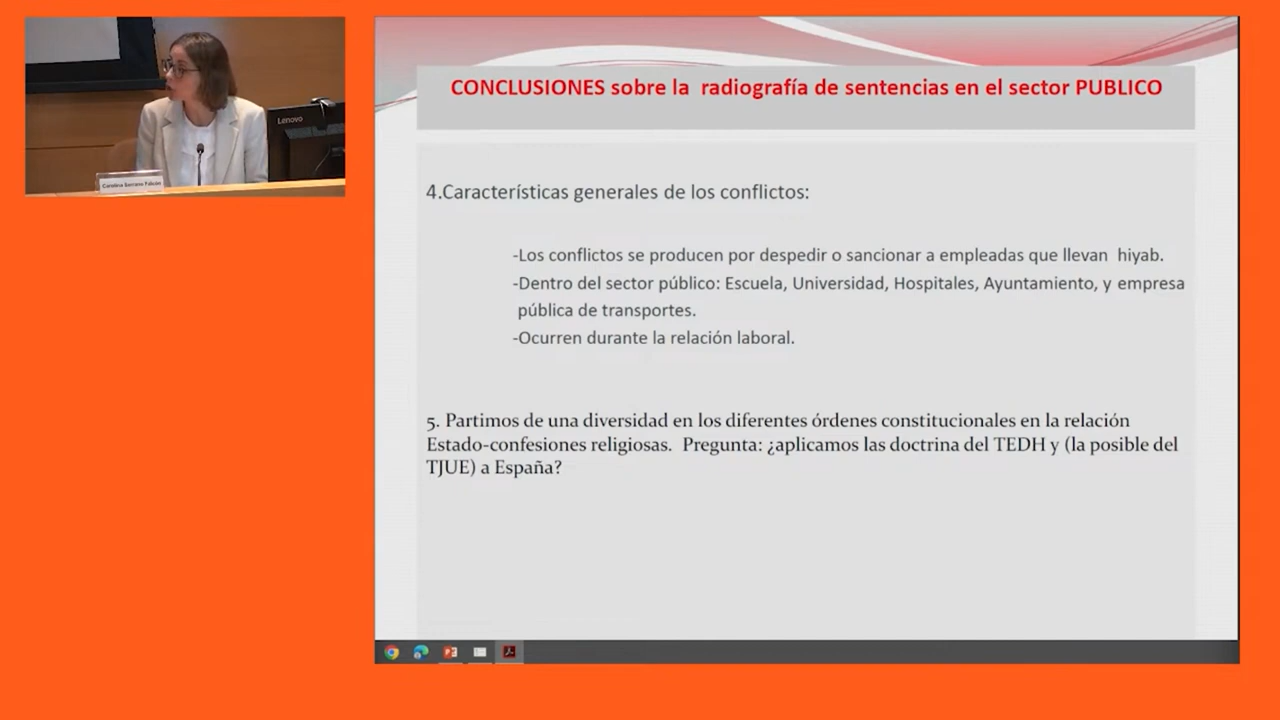 Lenovo
Carolina Serrano Falcón
CONCLUSIONES sobre la radiografía de sentencias en el sector PUBLICO
4.Características generales de los conflictos:
-Los conflictos se producen por despedir o sancionar a empleadas que llevan hiyab.
-Dentro del sector público: Escuela, Universidad, Hospitales, Ayuntamiento, y empresa
pública de transportes.
-Ocurren durante la relación laboral.
5. Partimos de una diversidad en los diferentes órdenes constitucionales en la relación
Estado-confesiones religiosas. Pregunta: ¿aplicamos las doctrina del TEDH y (la posible del
TJUE) a España?